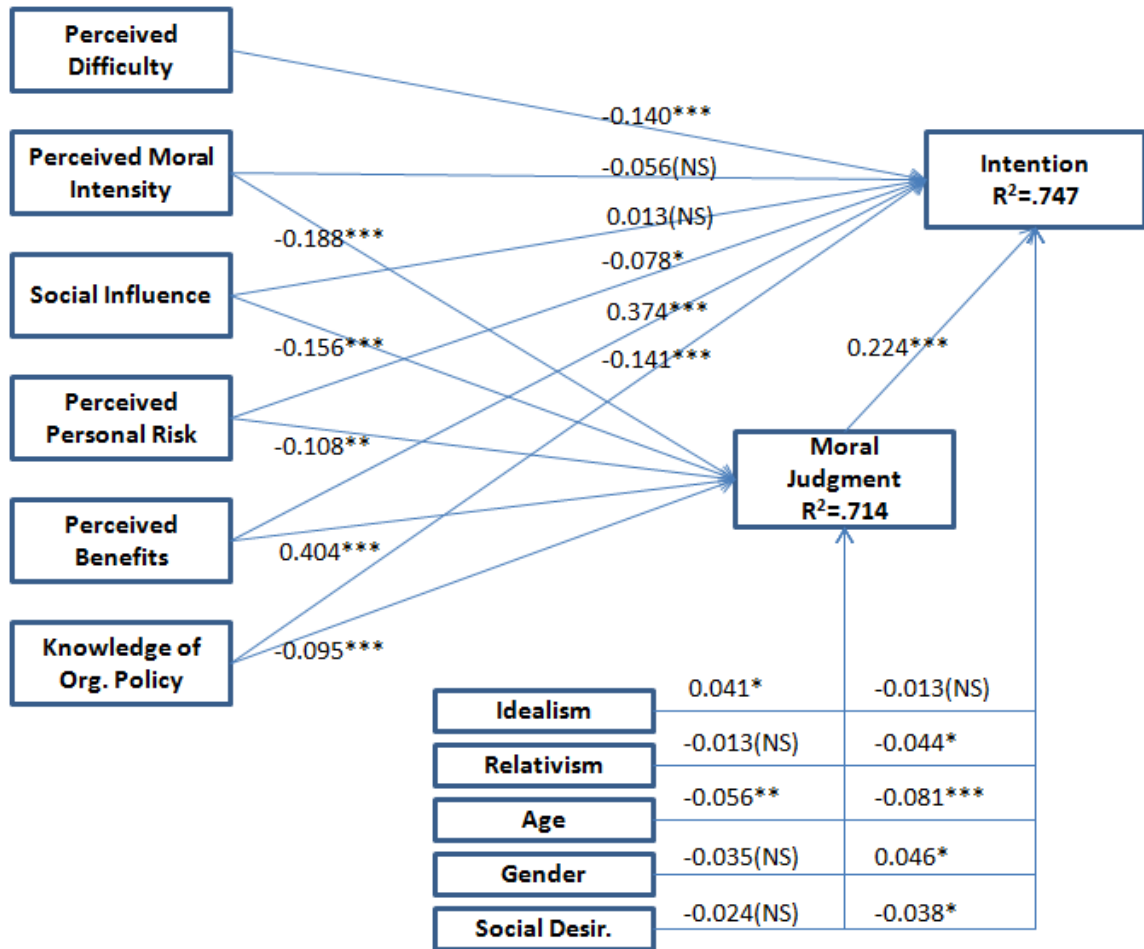 Perceived
Difficulty
-0.140***
Perceived Moral
Intensity
-0.056(NS)
Intention
R²=.747
-0.188***
0.013(NS)
Social Influence
-0.078*
0.374***
-0.156***
-0.141***
0.224***
Perceived
Personal Risk
-0.108**
Moral
Judgment
R²=.714
Perceived
Benefits
0.404***
Knowledge of
Org. Policy
-0.095***
Idealism
0.041*
-0.013(NS)
Relativism
-0.013(NS)
-0.044*
Age
-0.056**
-0.081***
Gender
-0.035(NS)
0.046*
Social Desir.
-0.024(NS)
-0.038*